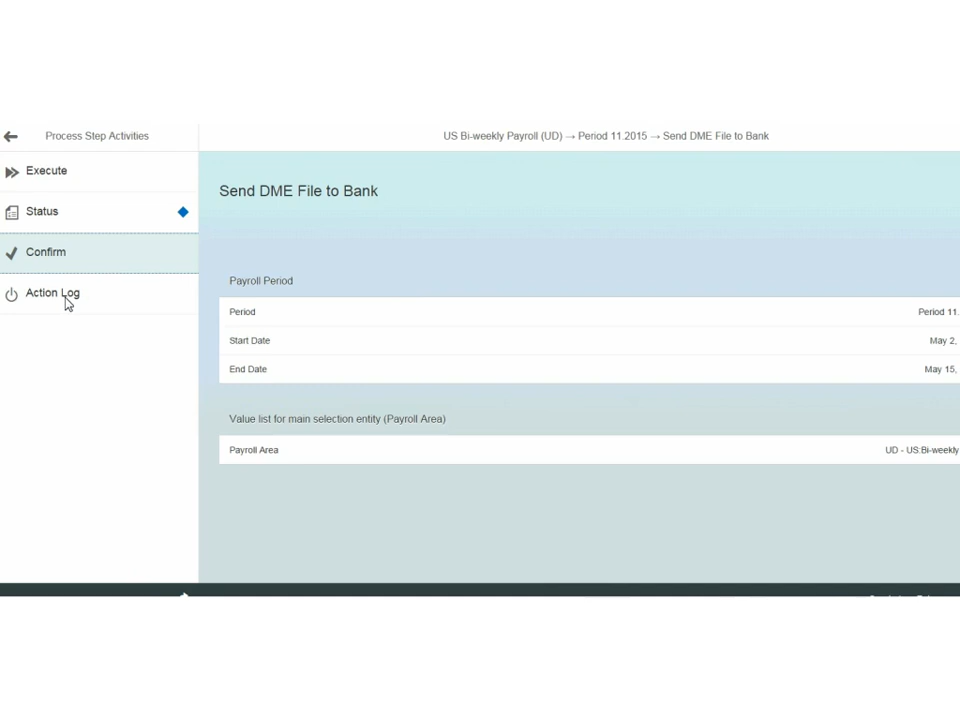 Process Step Activities
US Bi-weekly Payroll (UD) → Period 11.2015 → Send DME File to Bank
Execute
Send DME File to Bank
Status
Confirm
Payroll Period
Action Log
Period Period 11.
Start Date May 2,
End Date May 15,
Value list for main selection entity (Payroll Area)
Payroll Area UD - US:Bi-weekly